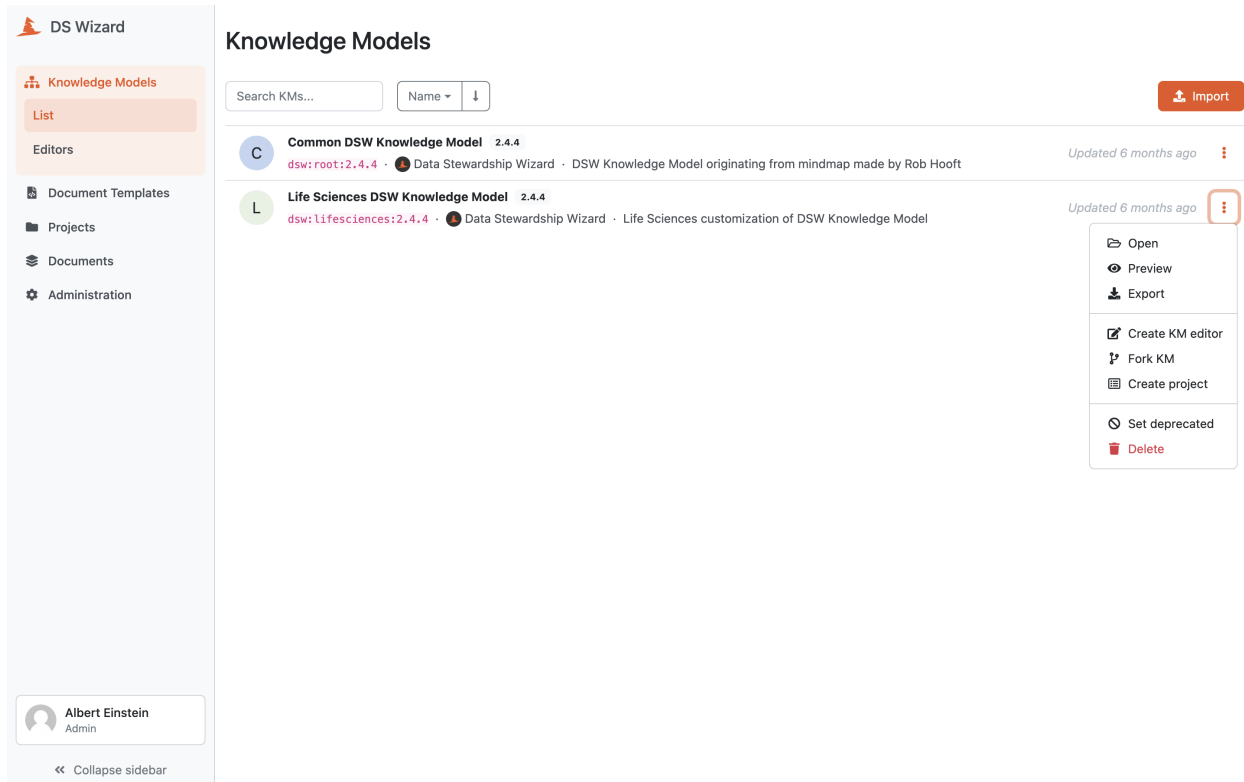 DS Wizard
Knowledge Models
List
Editors
Document Templates
Projects
Documents
Administration
Albert Einstein
Admin
Collapse sidebar
Knowledge Models
Search KMs...
Name
Import
C
Common DSW Knowledge Model 2.4.4
dsw:root:2.4.4 · Data Stewardship Wizard · DSW Knowledge Model originating from mindmap made by Rob Hooft
Updated 6 months ago
L
Life Sciences DSW Knowledge Model 2.4.4
dsw:lifesciences:2.4.4 · Data Stewardship Wizard · Life Sciences customization of DSW Knowledge Model
Updated 6 months ago
Open
Preview
Export
Create KM editor
Fork KM
Create project
Set deprecated
Delete